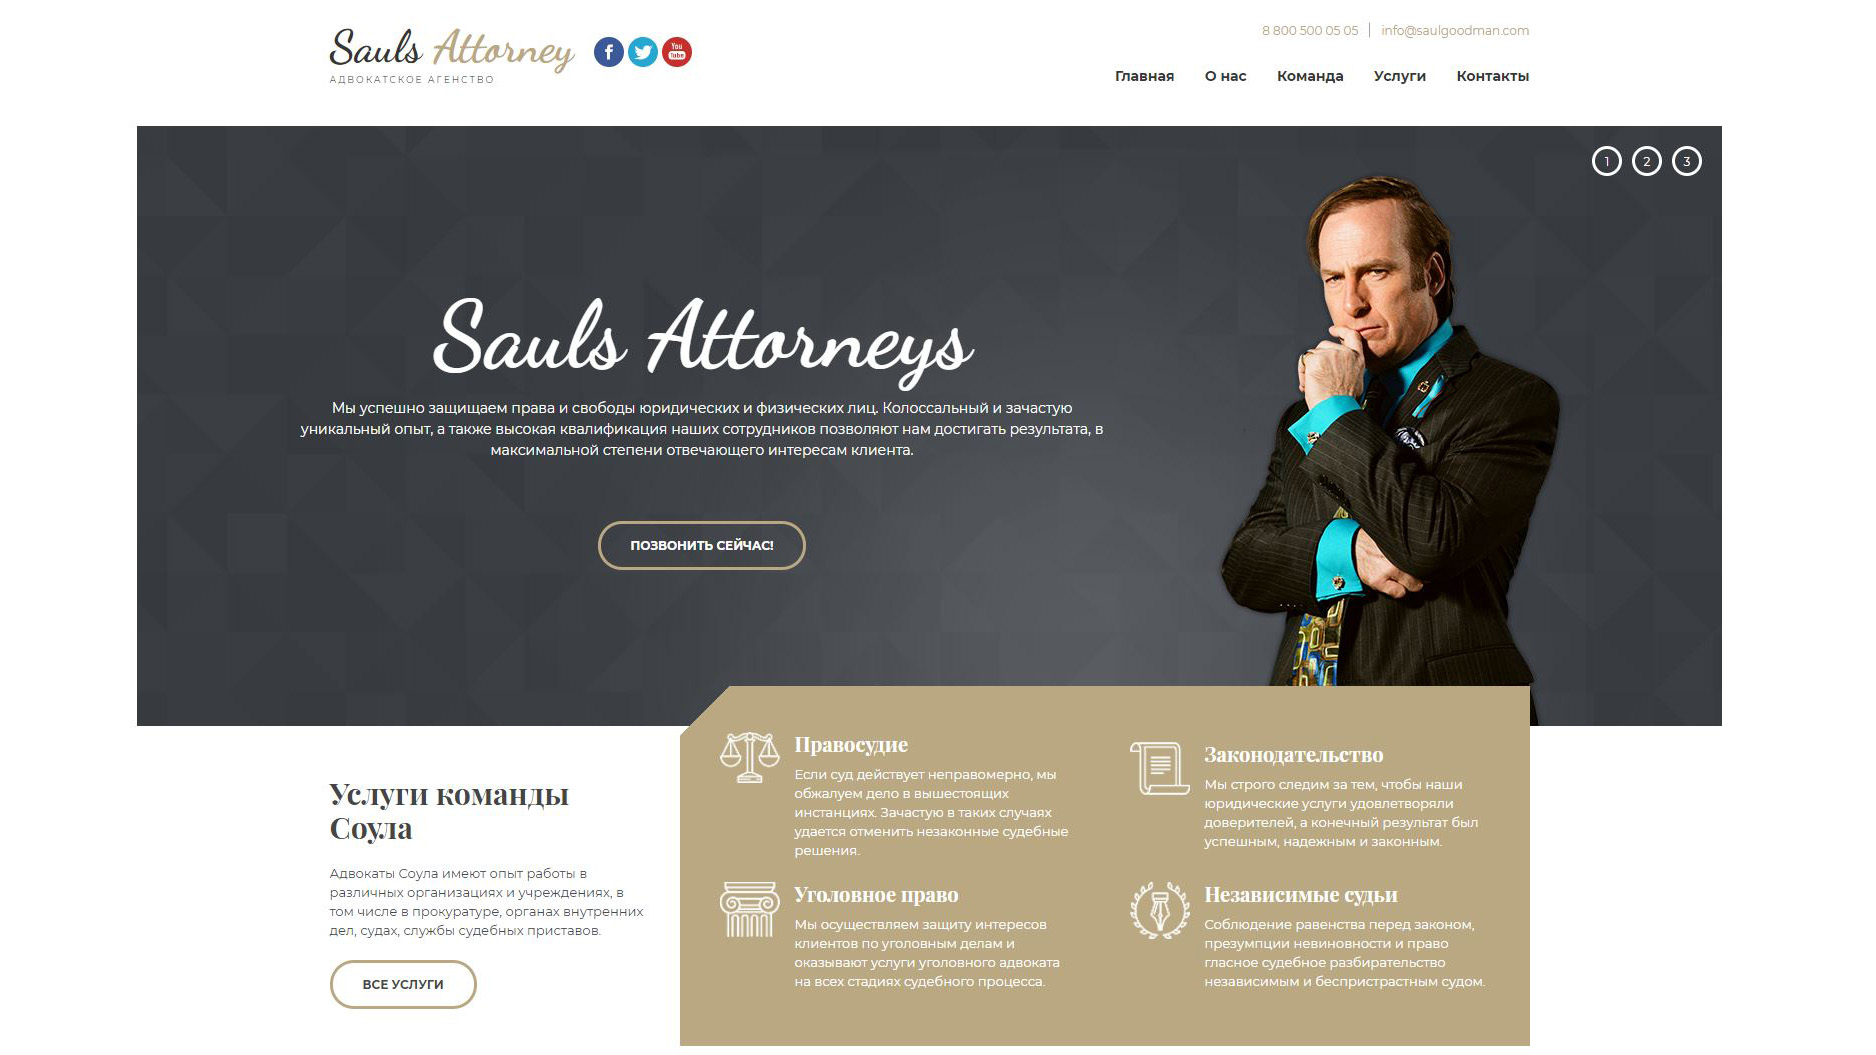 Sauls Attorney
АДВОКАТСКОЕ АГЕНСТВО
You
Tube
8 800 500 05 05
info@saulgoodman.com
Главная О нас Команда Услуги Контакты
1 2 3
Sauls Attorneys
Мы успешно защищаем права и свободы юридических и физических лиц. Колоссальный и зачастую
уникальный опыт, а также высокая квалификация наших сотрудников позволяют нам достигать результата, в
максимальной степени отвечающего интересам клиента.
ПОЗВОНИТЬ СЕЙЧАС!
Услуги команды
Соула
Адвокаты Соула имеют опыт работы в
различных организациях и учреждениях, в
том числе в прокуратуре, органах внутренних
дел, судах, службы судебных приставов.
ВСЕ УСЛУГИ
Правосудие
Если суд действует неправомерно, мы
обжалуем дело в вышестоящих
инстанциях. Зачастую в таких случаях
удается отменить незаконные судебные
решения.
Законодательство
Мы строго следим за тем, чтобы наши
юридические услуги удовлетворяли
доверителей, а конечный результат был
успешным, надежным и законным.
Уголовное право
Мы осуществляем защиту интересов
клиентов по уголовным делам и
оказывают услуги уголовного адвоката
на всех стадиях судебного процесса.
Независимые судьи
Соблюдение равенства перед законом,
презумпции невиновности и право
гласное судебное разбирательство
независимым и беспристрастным судом.